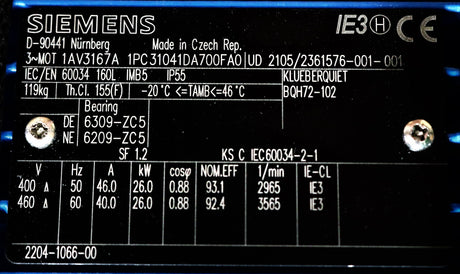 SIEMENS IE3 H CE
D-90441 Nürnberg Made in Czech Rep.
3~MOT 1AV3167A 1PC31041DA700FA0 UD 2105/2361576-001-001
IEC/EN 60034 160L IMB5 IP55 KLUEBERQUIET
119kg Th.Cl. 155(F) -20°C <=TAMB<=46°C BQH72-102
Bearing
DE 6309-ZC5
NE 6209-ZC5
SF 1.2 KS C IEC60034-2-1
V Hz A kW cosφ NOM.EFF 1/min IE-CL
400 Δ 50 46.0 26.0 0.88 93.1 2965 IE3
460 Δ 60 40.0 26.0 0.88 92.4 3565 IE3
2204-1066-00